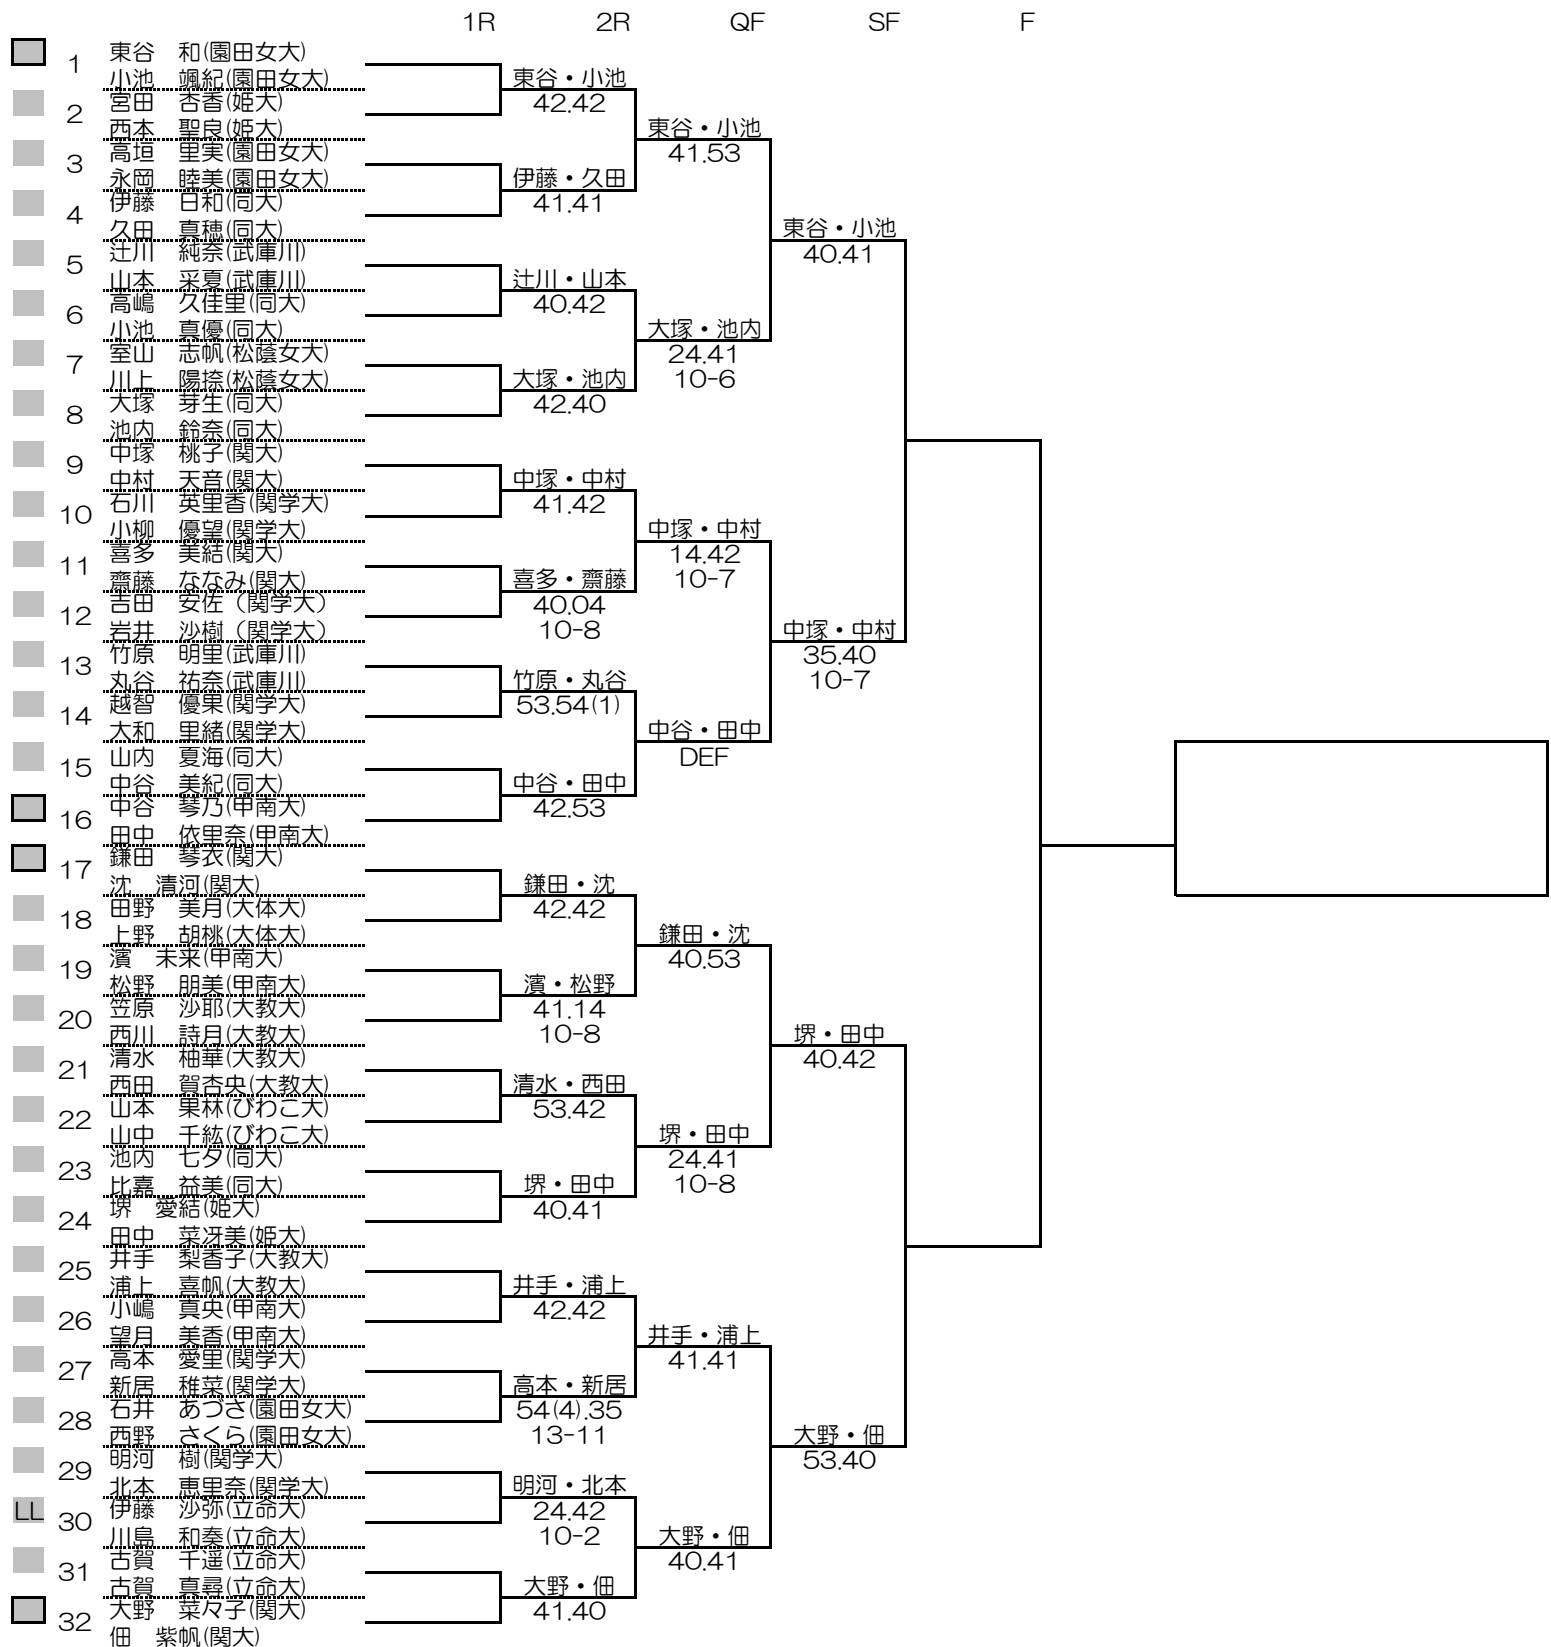 1R 2R QF SF F
東谷　和(園田女大)
1
小池　颯紀(園田女大) 東谷・小池
宮田　杏香(姫大) 42.42
2
西本　聖良(姫大) 東谷・小池
高垣　里実(園田女大) 41.53
3
永岡　睦美(園田女大) 伊藤・久田
伊藤　日和(同大) 41.41
4
久田　真穂(同大) 東谷・小池
辻川　純奈(武庫川) 40.41
5
山本　采夏(武庫川) 辻川・山本
高嶋　久佳里(同大) 40.42
6
小池　真優(同大) 大塚・池内
室山　志帆(松蔭女大) 24.41
7
川上　陽捺(松蔭女大) 大塚・池内 10-6
大塚　芽生(同大) 42.40
8
池内　鈴奈(同大)
中塚　桃子(関大)
9
中村　天音(関大) 中塚・中村
石川　英里香(関学大) 41.42
10
小柳　優望(関学大) 中塚・中村
喜多　美結(関大) 14.42
11
齋藤　ななみ(関大) 喜多・齋藤 10-7
吉田　安佐（関学大） 40.04
12 10-8
岩井　沙樹（関学大） 中塚・中村
竹原　明里(武庫川) 35.40
13
丸谷　祐奈(武庫川) 竹原・丸谷 10-7
越智　優果(関学大) 53.54(1)
14
大和　里緒(関学大) 中谷・田中
山内　夏海(同大) DEF
15
中谷　美紀(同大) 中谷・田中
中谷　琴乃(甲南大) 42.53
16
田中　依里奈(甲南大)
鎌田　琴衣(関大)
17
沈　清河(関大) 鎌田・沈
田野　美月(大体大) 42.42
18
上野　胡桃(大体大) 鎌田・沈
濱　未来(甲南大) 40.53
19
松野　朋美(甲南大) 濱・松野
笠原　沙耶(大教大) 41.14
20
西川　詩月(大教大) 10-8 堺・田中
清水　柚華(大教大) 40.42
21
西田　賀杏央(大教大) 清水・西田
山本　果林(びわこ大) 53.42
22
山中　千紘(びわこ大) 堺・田中
池内　七夕(同大) 24.41
23
比嘉　益美(同大) 堺・田中 10-8
堺　愛結(姫大) 40.41
24
田中　菜冴美(姫大)
井手　梨香子(大教大)
25
浦上　喜帆(大教大) 井手・浦上
小嶋　真央(甲南大) 42.42
26
望月　美香(甲南大) 井手・浦上
高本　愛里(関学大) 41.41
27
新居　稚菜(関学大) 高本・新居
石井　あづさ(園田女大) 54(4).35
28
西野　さくら(園田女大) 13-11 大野・佃
明河　樹(関学大) 53.40
29
北本　恵里奈(関学大) 明河・北本
LL 伊藤　沙弥(立命大) 24.42
30
川島　和奏(立命大) 10-2 大野・佃
古賀　千遥(立命大) 40.41
31
古賀　真尋(立命大) 大野・佃
大野　菜々子(関大) 41.40
32
佃　紫帆(関大)